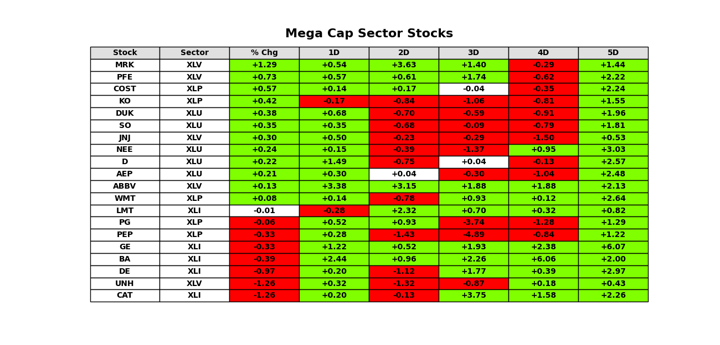 Mega Cap Sector Stocks
Stock Sector % Chg 1D 2D 3D 4D 5D
MRK XLV +1.29 +0.54 +3.63 +1.40 -0.29 +1.44
PFE XLV +0.73 +0.57 +0.61 +1.74 -0.62 +2.22
COST XLP +0.57 +0.14 +0.17 -0.04 -0.35 +2.24
KO XLP +0.42 -0.17 -0.84 -1.06 -0.81 +1.55
DUK XLU +0.38 +0.68 -0.70 -0.59 -0.91 +1.96
SO XLU +0.35 +0.35 -0.68 -0.09 -0.79 +1.81
JNJ XLV +0.30 +0.50 -0.23 -0.29 -1.50 +0.53
NEE XLU +0.24 +0.15 -0.39 -1.37 +0.95 +3.03
D XLU +0.22 +1.49 -0.75 +0.04 -0.13 +2.57
AEP XLU +0.21 +0.30 +0.04 -0.30 -1.04 +2.48
ABBV XLV +0.13 +3.38 +3.15 +1.88 +1.88 +2.13
WMT XLP +0.08 +0.14 -0.78 +0.93 +0.12 +2.64
LMT XLI -0.01 -0.28 +2.32 +0.70 +0.32 +0.82
PG XLP -0.06 +0.52 +0.93 -3.74 -1.28 +1.29
PEP XLP -0.33 +0.28 -1.43 -4.89 -0.84 +1.22
GE XLI -0.33 +1.22 +0.52 +1.93 +2.38 +6.07
BA XLI -0.39 +2.44 +0.96 +2.26 +6.06 +2.00
DE XLI -0.97 +0.20 -1.12 +1.77 +0.39 +2.97
UNH XLV -1.26 +0.32 -1.32 -0.87 +0.18 +0.43
CAT XLI -1.26 +0.20 -0.13 +3.75 +1.58 +2.26